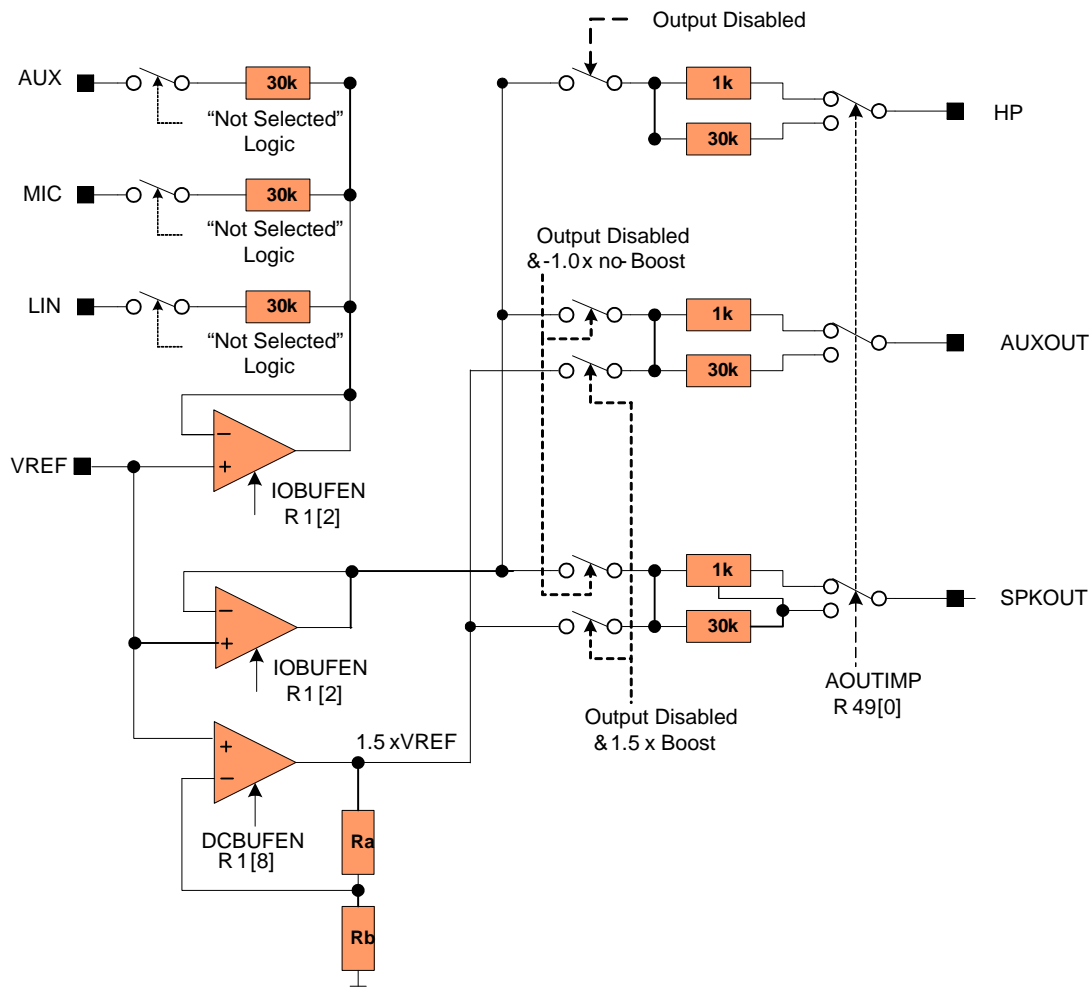 Output Disabled
AUX
30k
1k
HP
"Not Selected"
Logic
30k
MIC
30k
"Not Selected"
Logic
Output Disabled
& -1.0 x no- Boost
LIN
30k
1k
AUXOUT
"Not Selected"
Logic
30k
VREF
IOBUFEN
R 1 [2]
1k
SPKOUT
30k
IOBUFEN
R 1 [2]
AOUTIMP
R 49[0]
Output Disabled
& 1.5 x Boost
1.5 xVREF
DCBUFEN
R 1 [8]
Ra
Rb